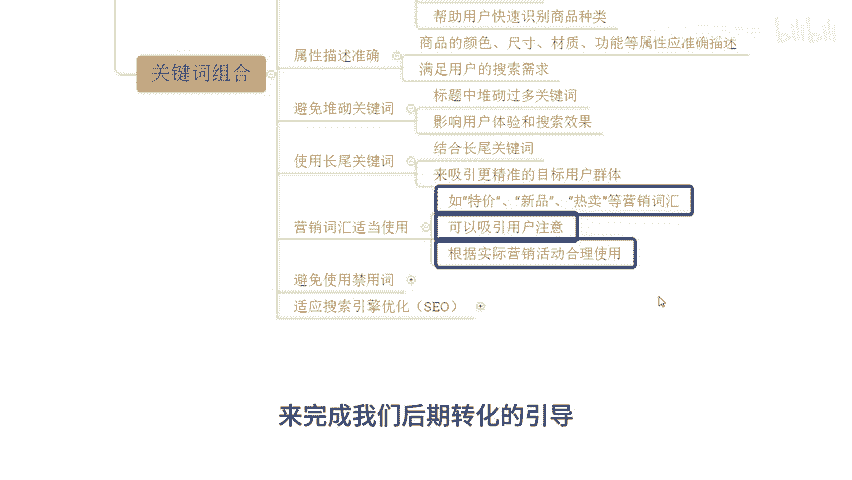 bilibili
帮助用户快速识别商品种类
属性描述准确
商品的颜色、尺寸、材质、功能等属性应准确描述
满足用户的搜索需求
关键词组合
避免堆砌关键词
标题中堆砌过多关键词
影响用户体验和搜索效果
使用长尾关键词
结合长尾关键词
来吸引更精准的目标用户群体
营销词汇适当使用
如"特价"、"新品"、"热卖"等营销词汇
可以吸引用户注意
根据实际营销活动合理使用
避免使用禁用词
适应搜索引擎优化（SEO）
来完成我们后期转化的引导